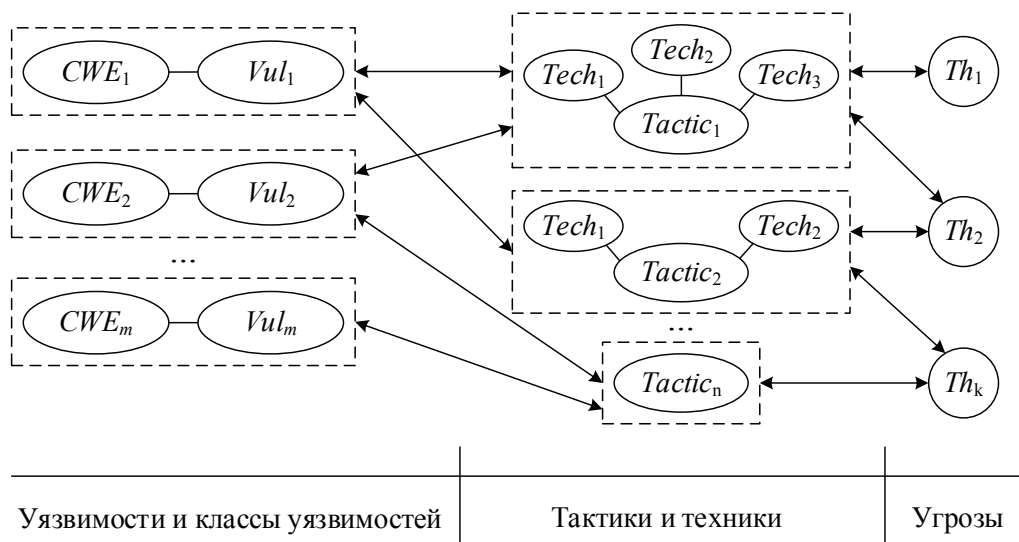 CWE₁ Vul₁
CWE₂ Vul₂
...
CWEₘ Vulₘ
Tech₁ Tech₂ Tech₃
Tactic₁
Tech₁ Tech₂
Tactic₂
...
Tacticₙ
Th₁
Th₂
Thₖ
Уязвимости и классы уязвимостей
Тактики и техники
Угрозы